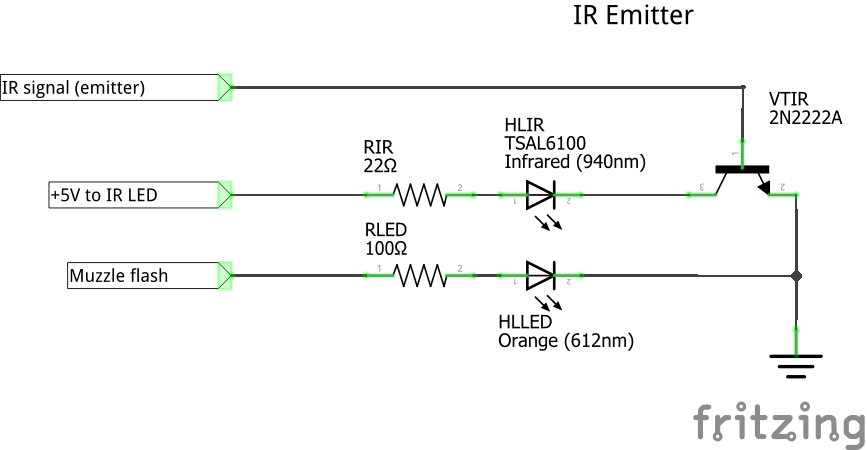 IR Emitter
IR signal (emitter)
VTIR
2N2222A
1
HLIR
TSAL6100
Infrared (940nm)
RIR
22Ω
+5V to IR LED
1
2
1
2
3
2
RLED
100Ω
Muzzle flash
1
2
1
2
HLLED
Orange (612nm)
fritzing